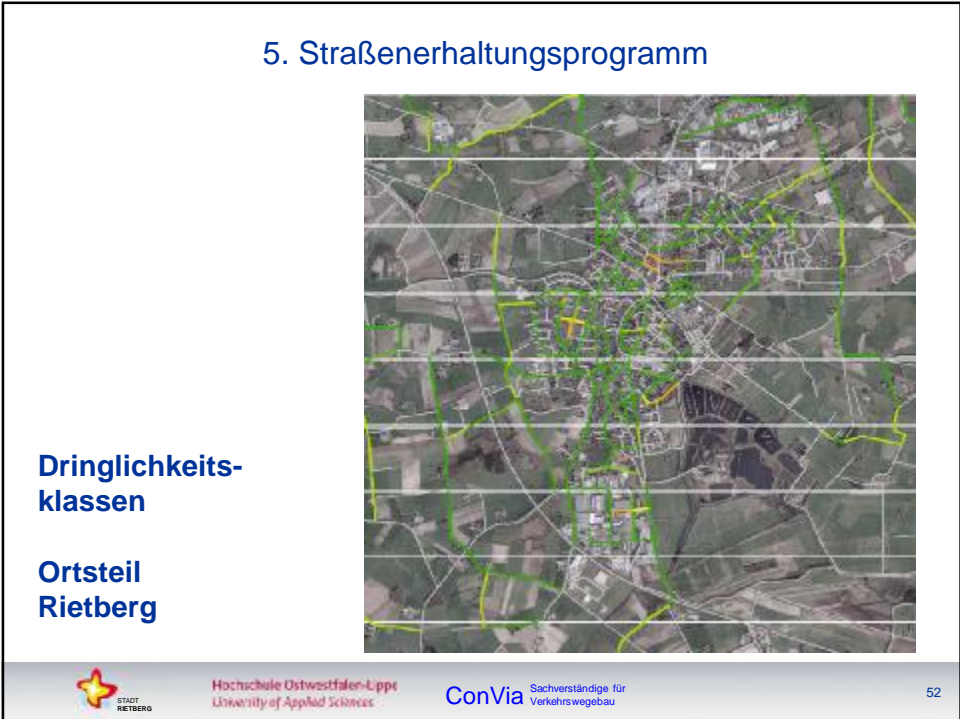 5. Straßenerhaltungsprogramm
Dringlichkeits-
klassen
Ortsteil
Rietberg
STADT
RIETBERG
Hochschule Ostwestfalen-Lippe
University of Applied Sciences
ConVia
Sachverständige für
Verkehrswegebau
52